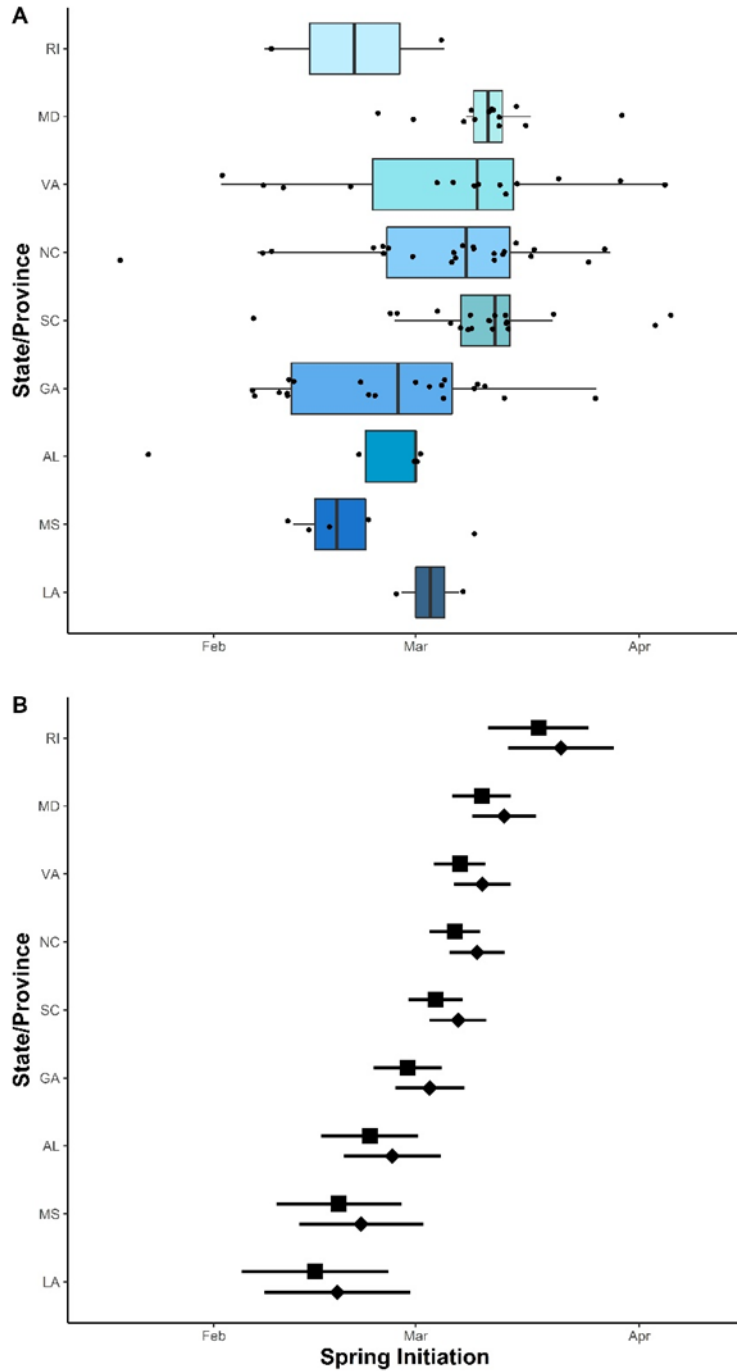 A
RI
MD
VA
NC
SC
GA
AL
MS
LA
State/Province
Feb Mar Apr
B
RI
MD
VA
NC
SC
GA
AL
MS
LA
State/Province
Feb Mar Apr
Spring Initiation